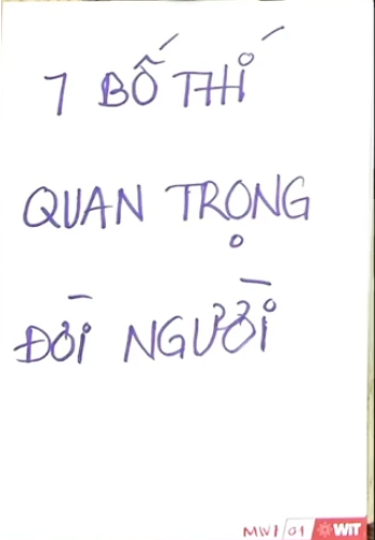 7 BỐ THÍ
QUAN TRỌNG
ĐỜI NGƯỜI
MW1 01 WIT